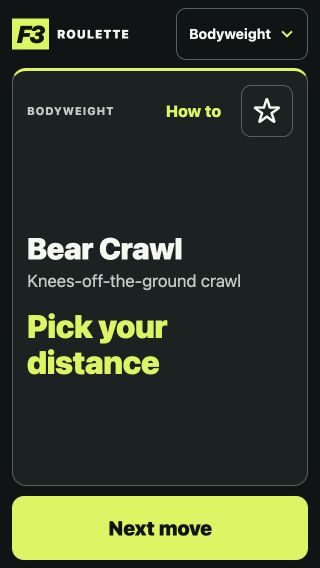 F3 ROULETTE
Bodyweight
BODYWEIGHT
How to
Bear Crawl
Knees-off-the-ground crawl
Pick your
distance
Next move